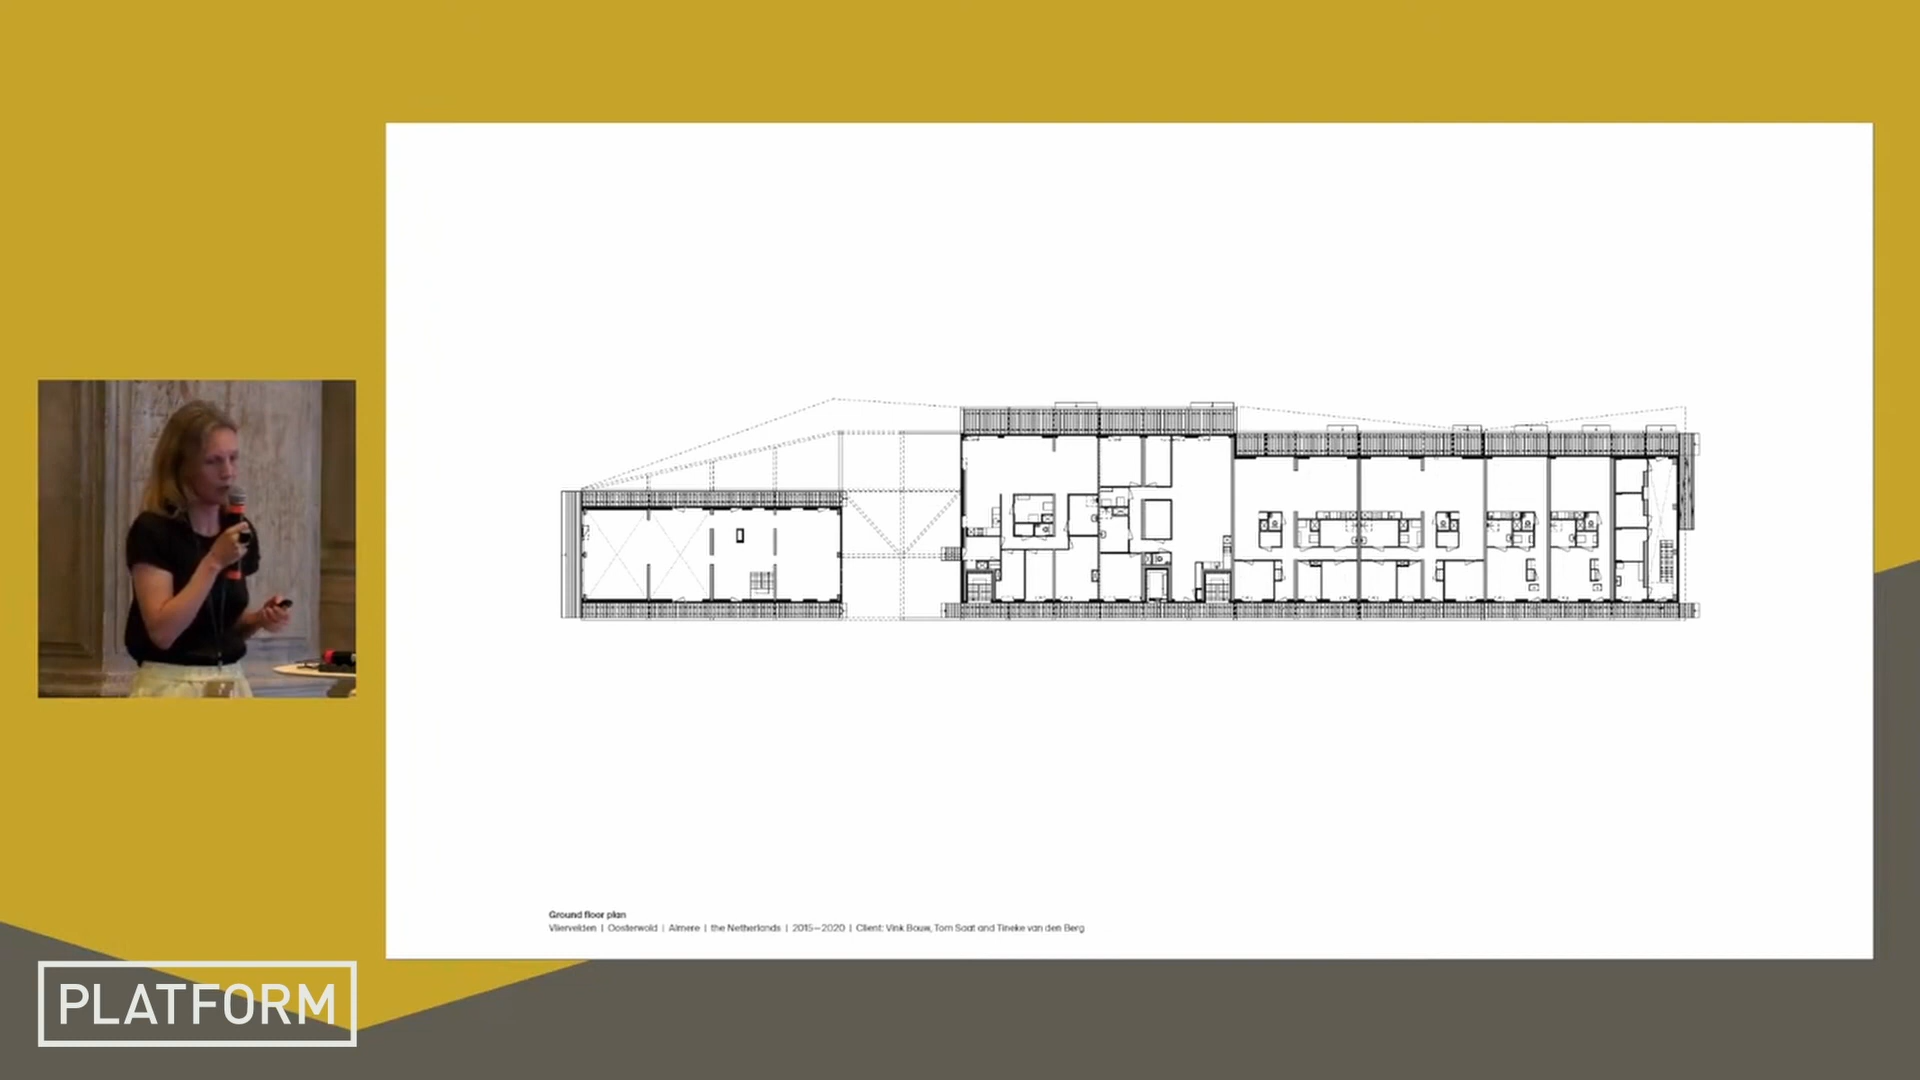 Ground floor plan
Vliervelden | Oosterwold | Almere | the Netherlands | 2015—2020 | Client: Vink Bouw, Tom Saat and Tineke van den Berg
PLATFORM